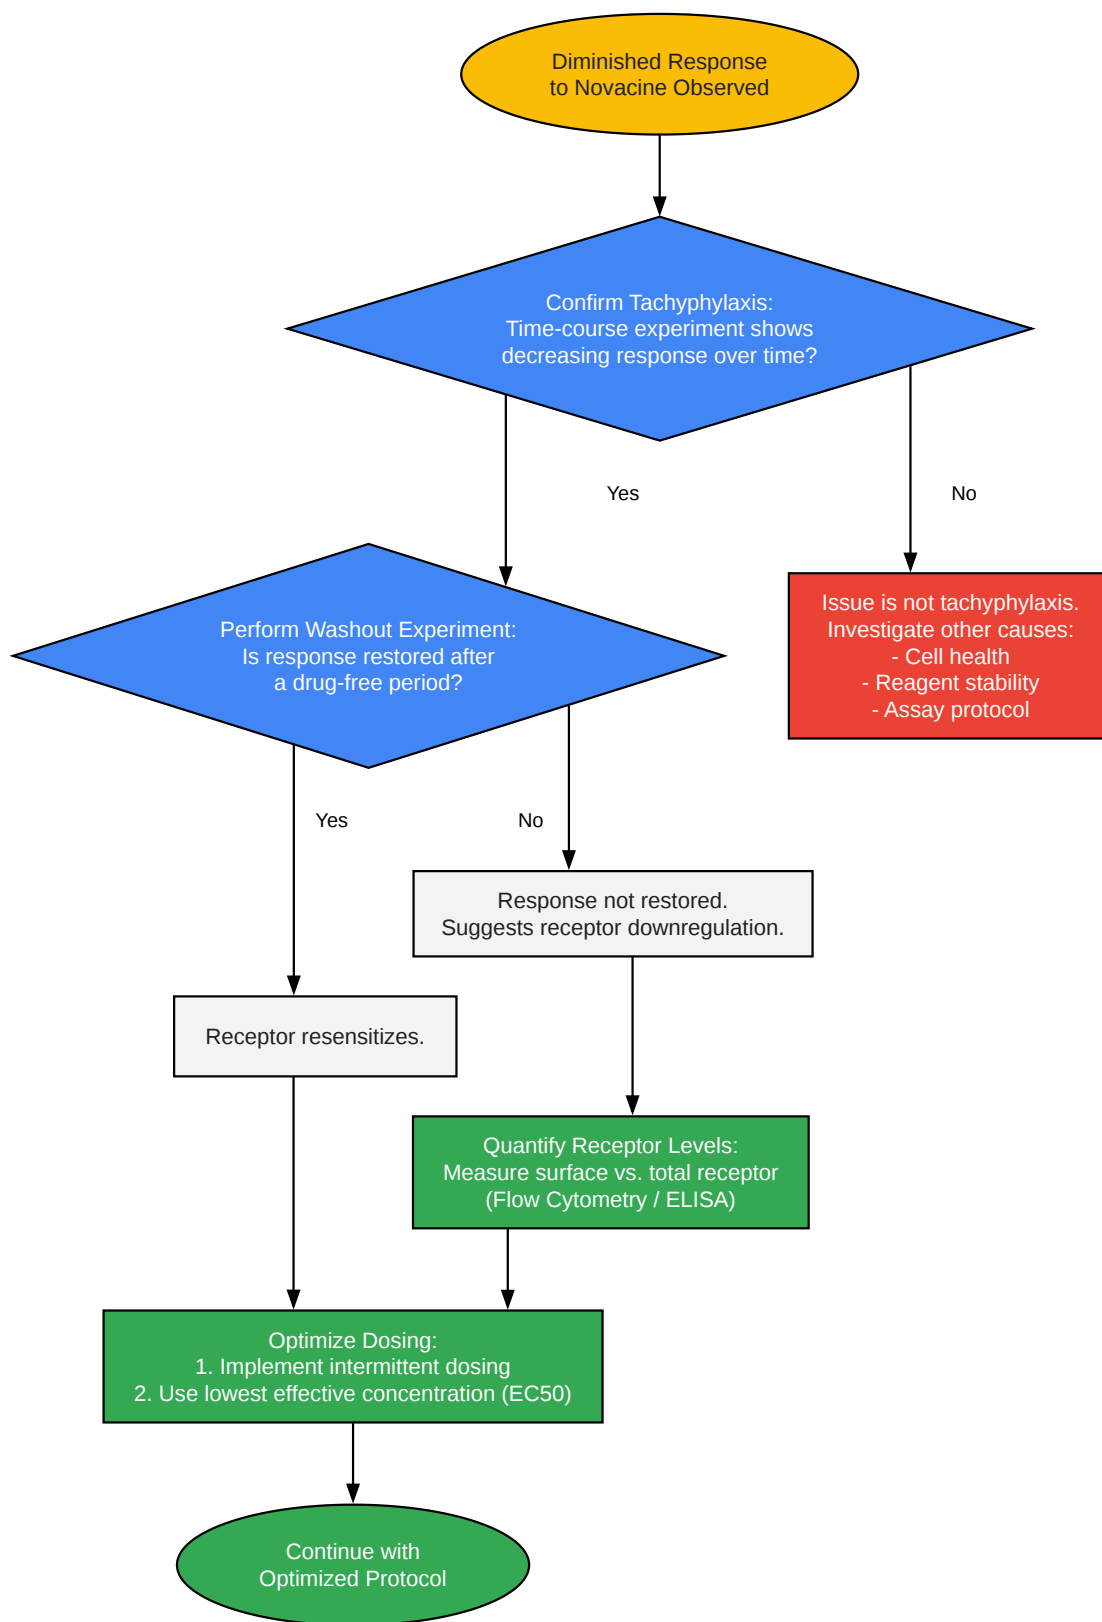 Diminished Response
to Novacine Observed
Confirm Tachyphylaxis:
Time-course experiment shows
decreasing response over time?
Yes
No
Perform Washout Experiment:
Is response restored after
a drug-free period?
Issue is not tachyphylaxis.
Investigate other causes:
- Cell health
- Reagent stability
- Assay protocol
Yes
No
Response not restored.
Suggests receptor downregulation.
Receptor resensitizes.
Quantify Receptor Levels:
Measure surface vs. total receptor
(Flow Cytometry / ELISA)
Optimize Dosing:
1. Implement intermittent dosing
2. Use lowest effective concentration (EC50)
Continue with
Optimized Protocol